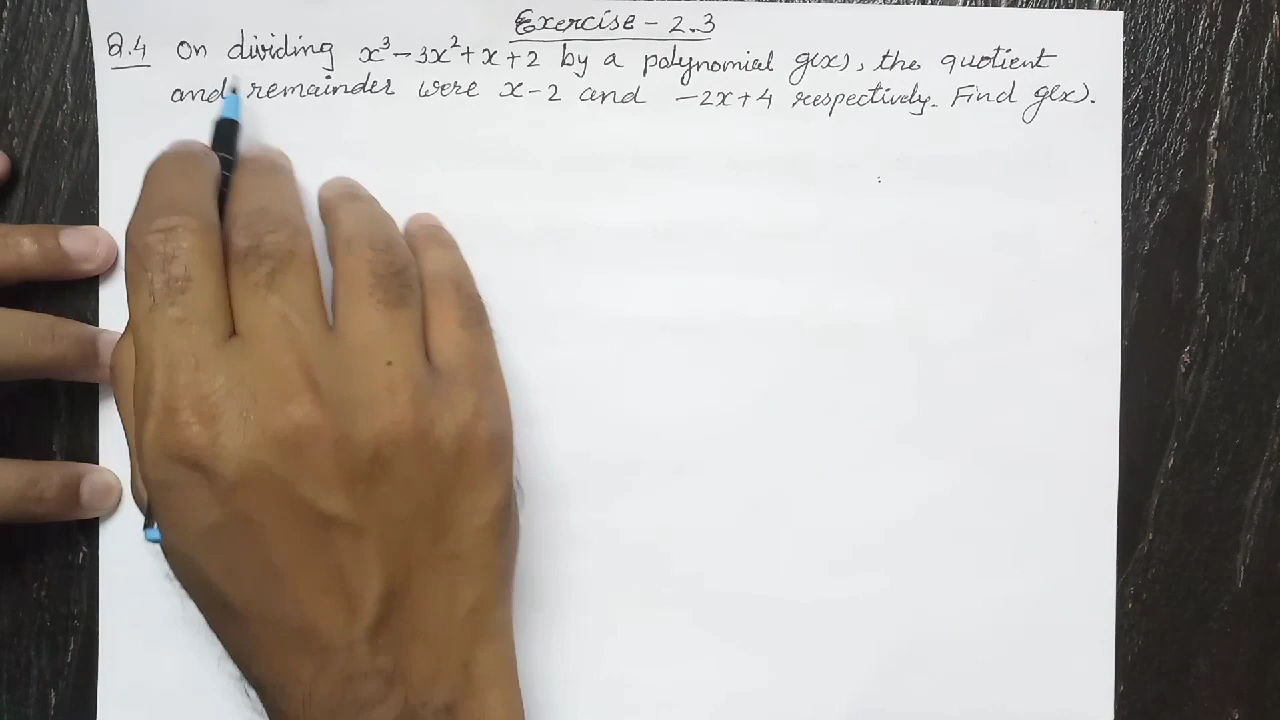 Exercise - 2.3
Q.4 On dividing x³-3x²+x+2 by a polynomial g(x), the quotient
and remainder were x-2 and -2x+4 respectively. Find g(x).